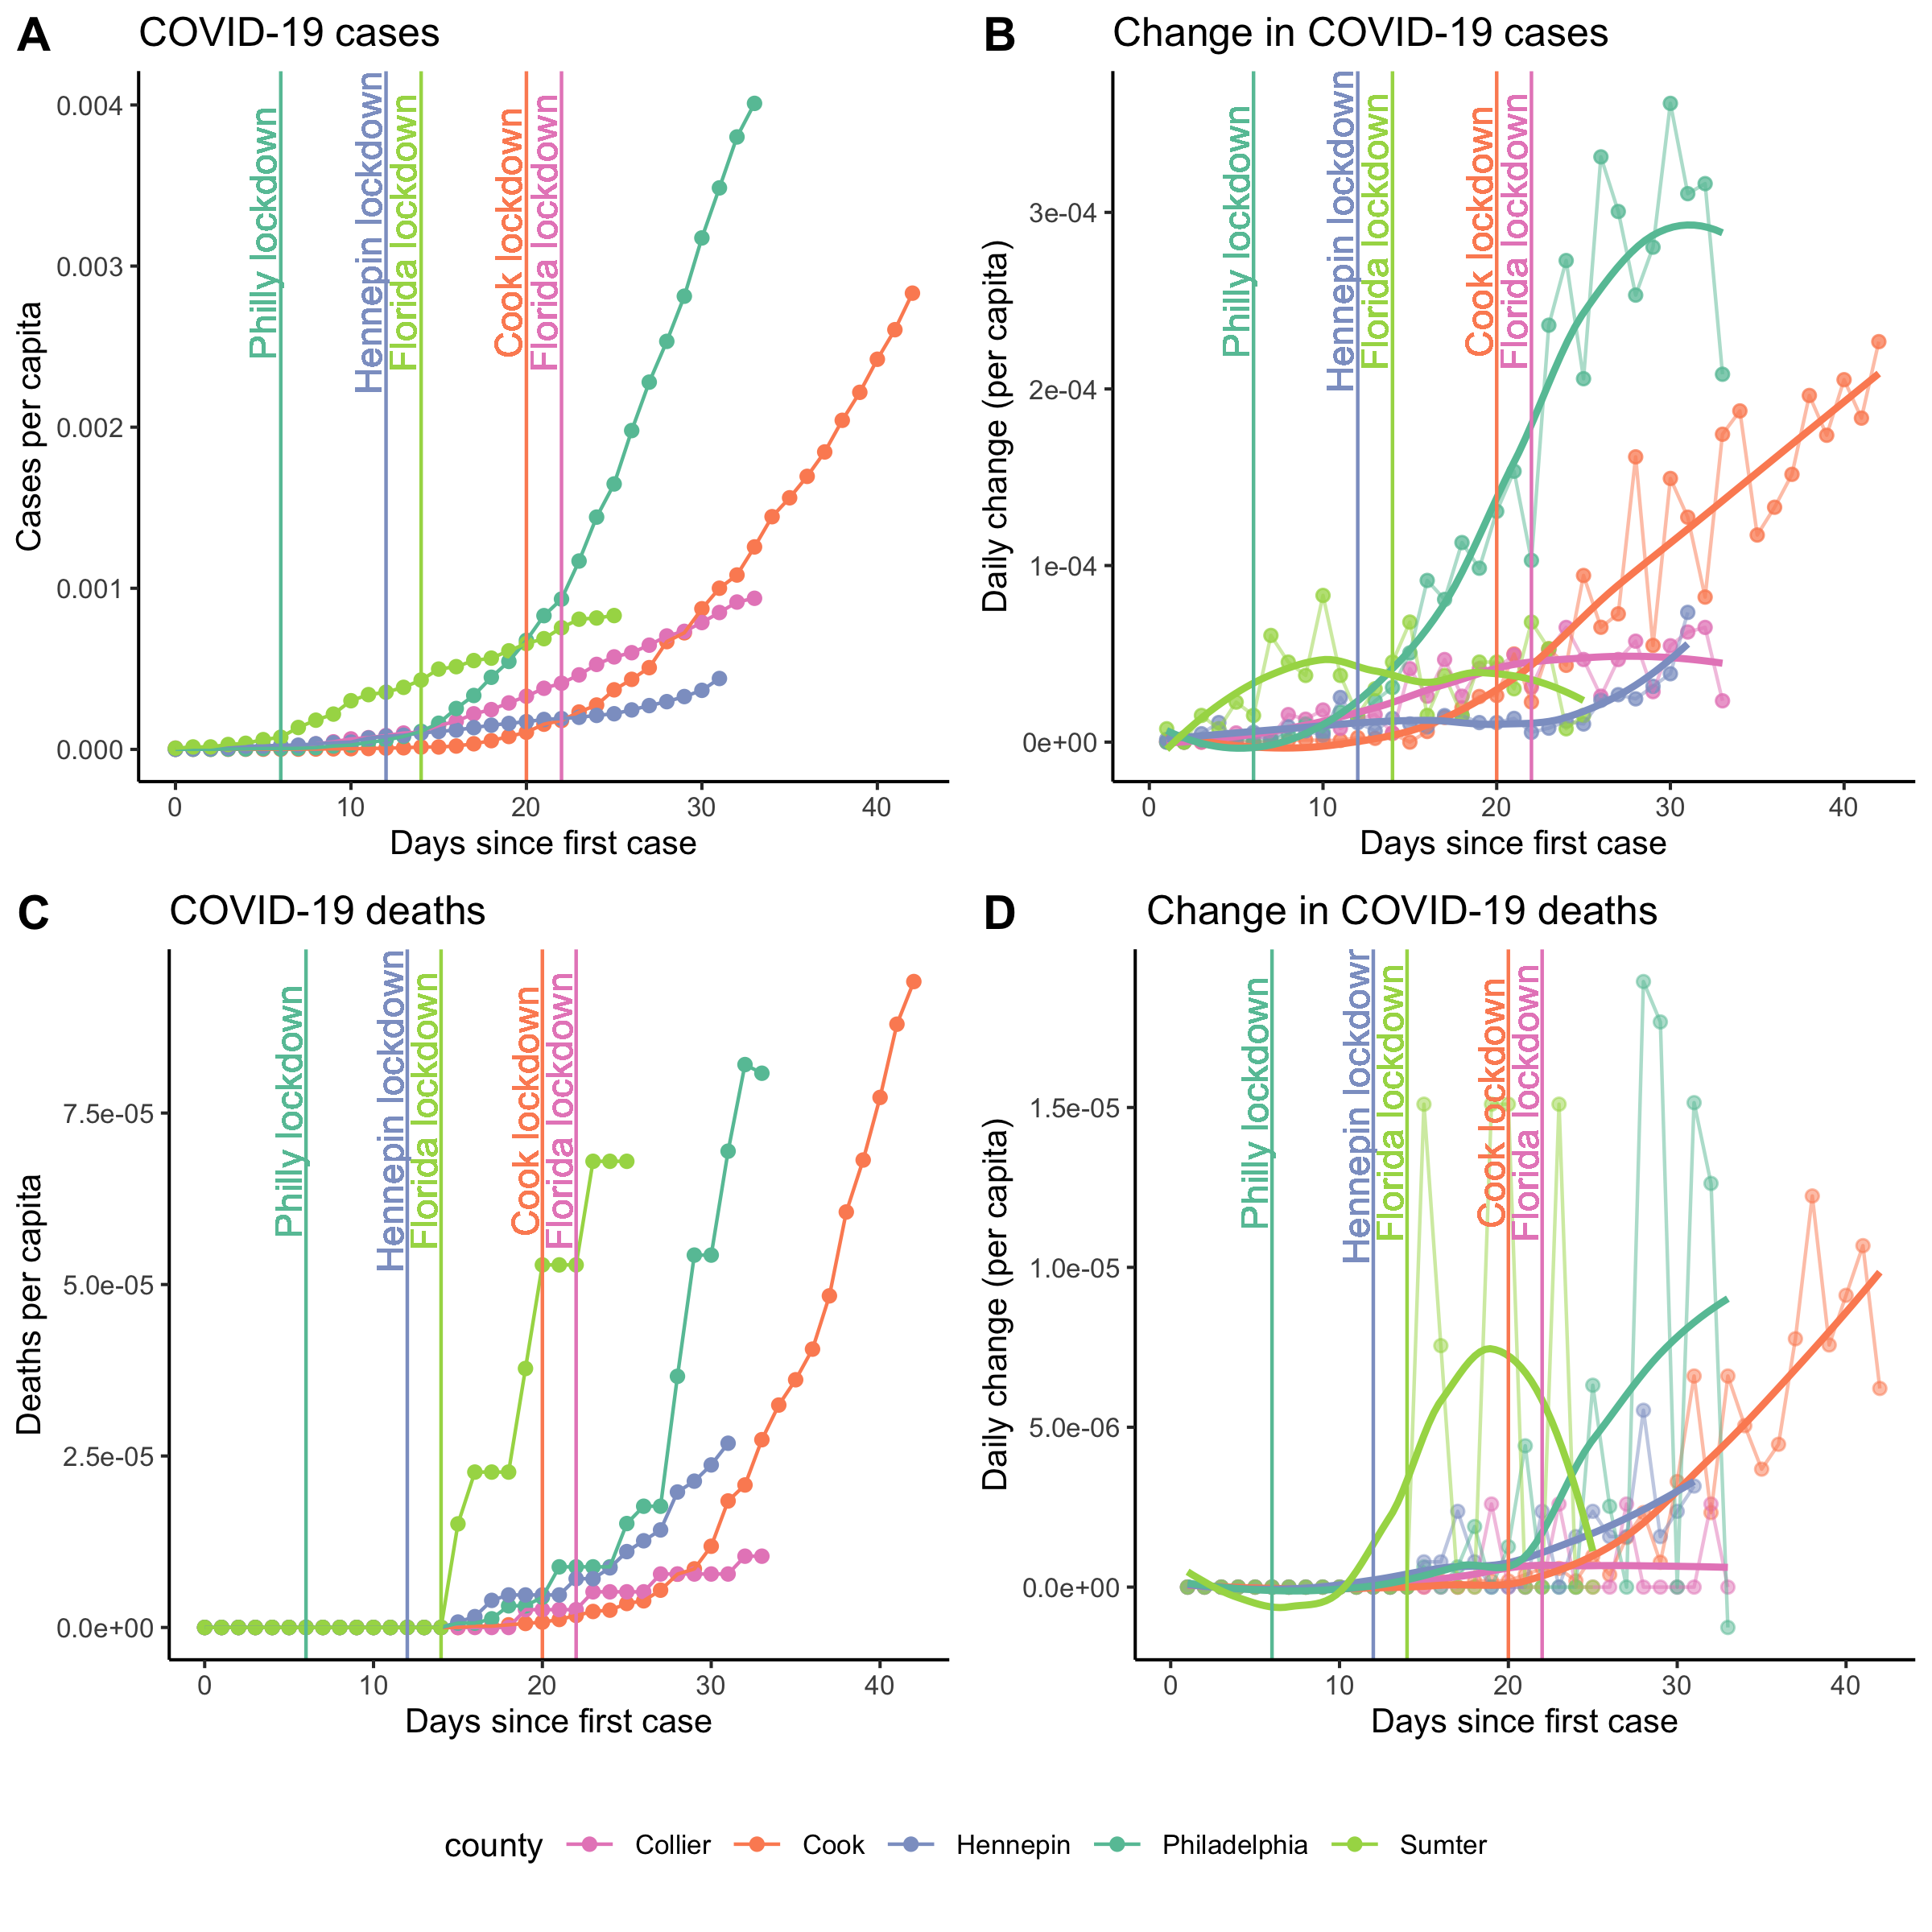 A COVID-19 cases
Cases per capita
0.004
0.003
0.002
0.001
0.000
Philly lockdown
Hennepin lockdown
Florida lockdown
Cook lockdown
Florida lockdown
0 10 20 30 40
Days since first case
B Change in COVID-19 cases
Daily change (per capita)
3e-04
2e-04
1e-04
0e+00
Philly lockdown
Hennepin lockdown
Florida lockdown
Cook lockdown
Florida lockdown
0 10 20 30 40
Days since first case
C COVID-19 deaths
Deaths per capita
7.5e-05
5.0e-05
2.5e-05
0.0e+00
Philly lockdown
Hennepin lockdown
Florida lockdown
Cook lockdown
Florida lockdown
0 10 20 30 40
Days since first case
D Change in COVID-19 deaths
Daily change (per capita)
1.5e-05
1.0e-05
5.0e-06
0.0e+00
Philly lockdown
Hennepin lockdown
Florida lockdown
Cook lockdown
Florida lockdown
0 10 20 30 40
Days since first case
county Collier Cook Hennepin Philadelphia Sumter